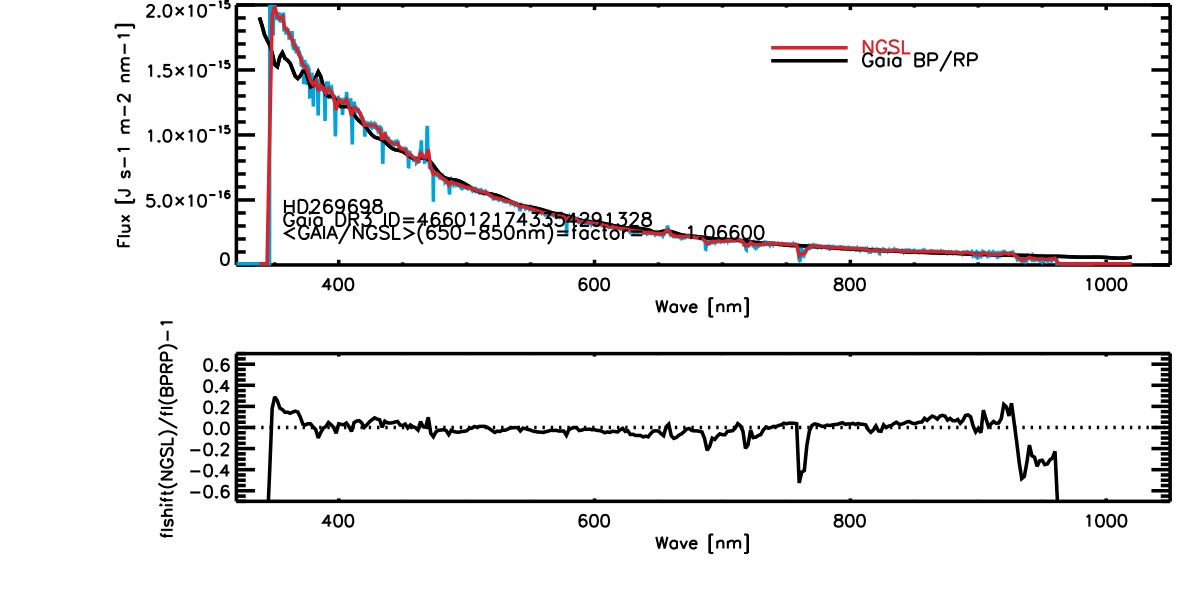 2.0×10⁻¹⁵
1.5×10⁻¹⁵
1.0×10⁻¹⁵
5.0×10⁻¹⁶
0
Flux [J s−1 m−2 nm−1]
NGSL
Gaia BP/RP
HD269698
Gaia DR3 ID=4660121743354291328
<GAIA/NGSL>(650−850nm)=factor= 1.06600
400 600 800 1000
Wave [nm]
0.6
0.4
0.2
0.0
−0.2
−0.4
−0.6
flshift(NGSL)/fl(BPRP)−1
400 600 800 1000
Wave [nm]